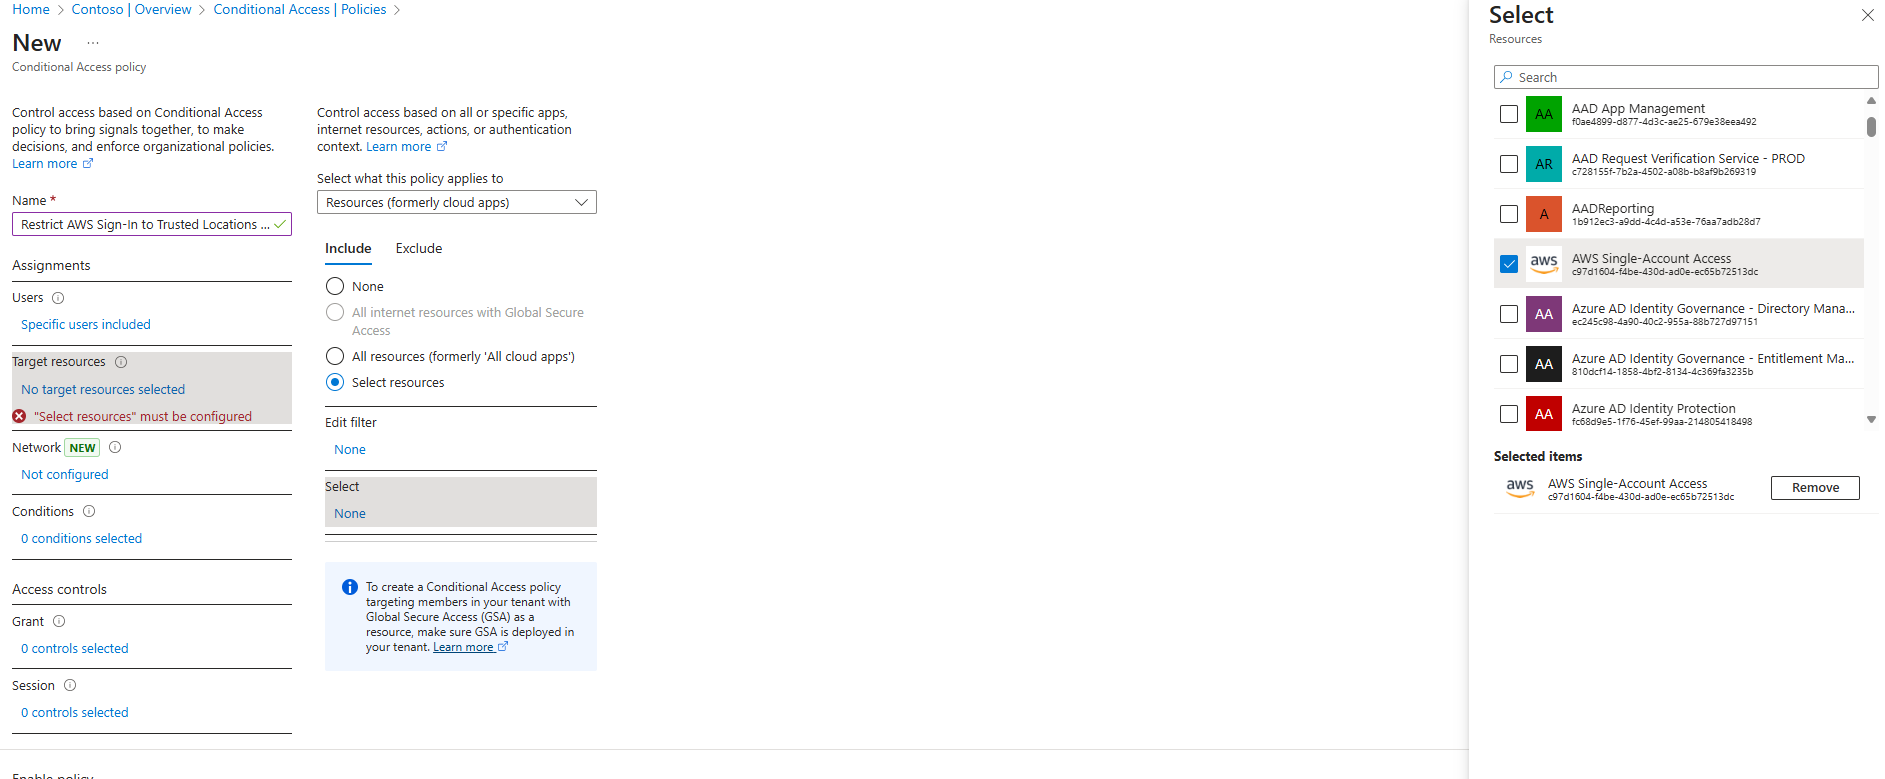 Home > Contoso | Overview > Conditional Access | Policies >
New ...
Conditional Access policy
Control access based on Conditional Access
policy to bring signals together, to make
decisions, and enforce organizational policies.
Learn more
Name *
Restrict AWS Sign-In to Trusted Locations ...
Assignments
Users
Specific users included
Target resources
No target resources selected
"Select resources" must be configured
Network NEW
Not configured
Conditions
0 conditions selected
Access controls
Grant
0 controls selected
Session
0 controls selected
Enable policy
Control access based on all or specific apps,
internet resources, actions, or authentication
context. Learn more
Select what this policy applies to
Resources (formerly cloud apps)
Include Exclude
None
All internet resources with Global Secure
Access
All resources (formerly 'All cloud apps')
Select resources
Edit filter
None
Select
None
To create a Conditional Access policy
targeting members in your tenant with
Global Secure Access (GSA) as a
resource, make sure GSA is deployed in
your tenant. Learn more
Select
Resources
Search
AA AAD App Management
f0ae4899-d877-4d3c-ae25-679e38eea492
AR AAD Request Verification Service - PROD
c728155f-7b2a-4502-a08b-b8af9b269319
A AADReporting
1b912ec3-a9dd-4c4d-a53e-76aa7adb28d7
aws AWS Single-Account Access
c97d1604-f4be-430d-ad0e-ec65b72513dc
AA Azure AD Identity Governance - Directory Mana...
ec245c98-4a90-40c2-955a-88b727d97151
AA Azure AD Identity Governance - Entitlement Ma...
810dcf14-1858-4bf2-8134-4c369fa3235b
AA Azure AD Identity Protection
fc68d9e5-1f76-45ef-99aa-214805418498
Selected items
aws AWS Single-Account Access
c97d1604-f4be-430d-ad0e-ec65b72513dc
Remove